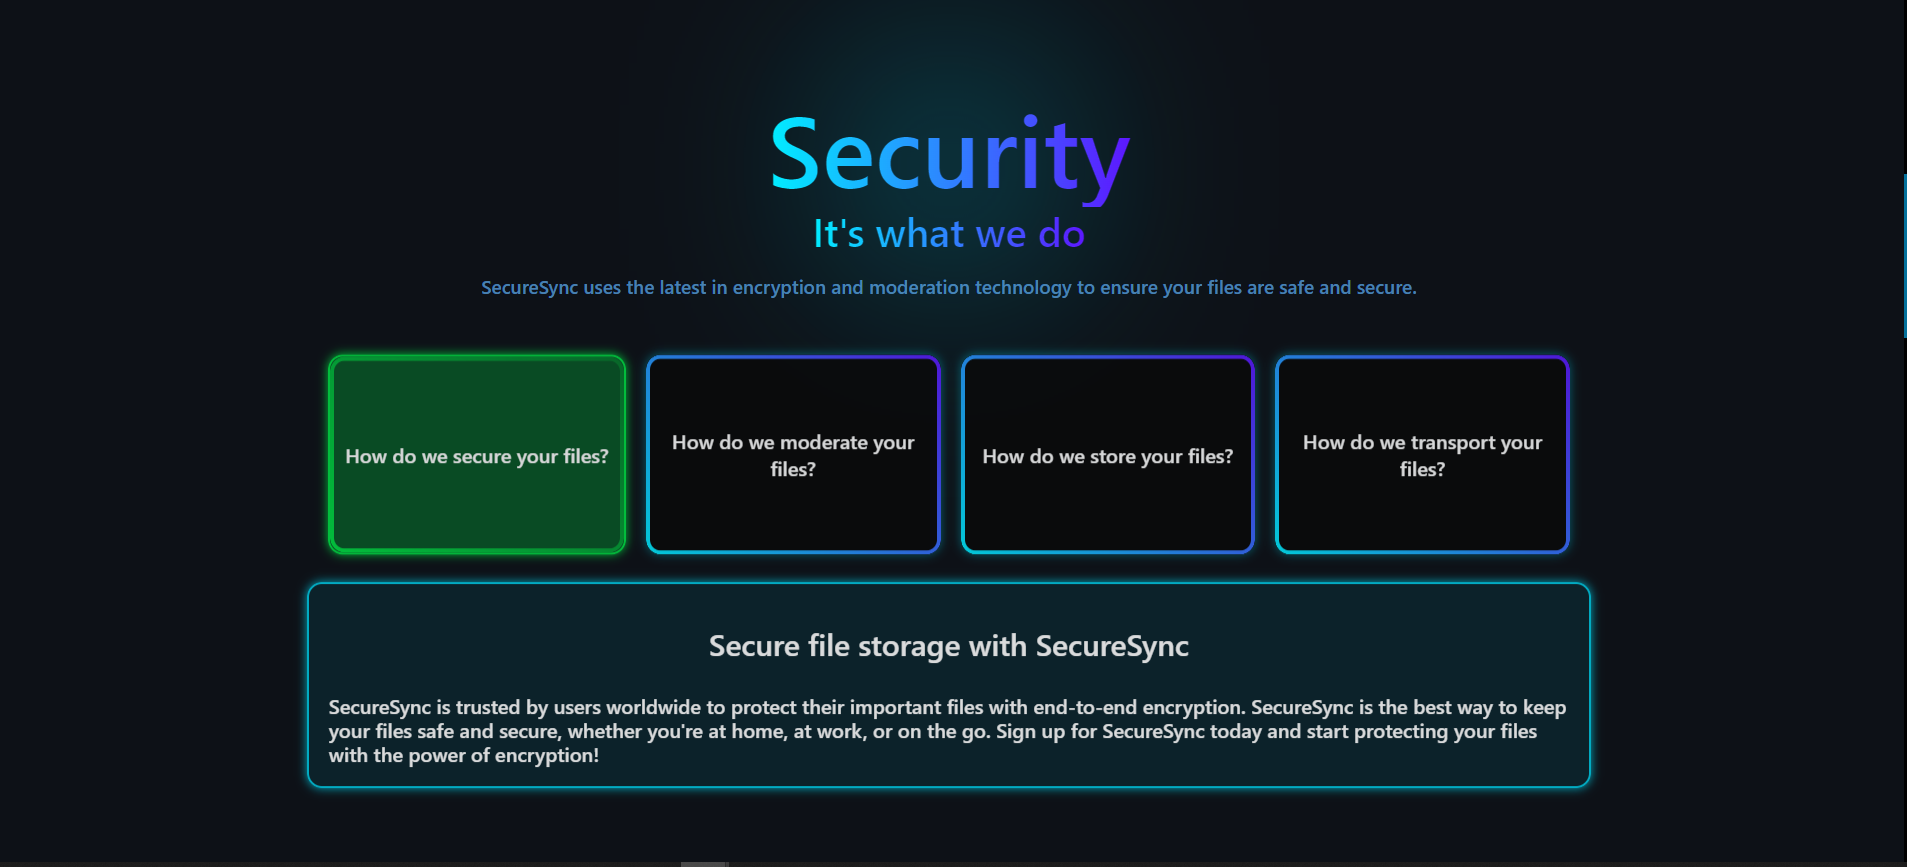 Security
It's what we do
SecureSync uses the latest in encryption and moderation technology to ensure your files are safe and secure.
How do we secure your files?
How do we moderate your
files?
How do we store your files?
How do we transport your
files?
Secure file storage with SecureSync
SecureSync is trusted by users worldwide to protect their important files with end-to-end encryption. SecureSync is the best way to keep
your files safe and secure, whether you're at home, at work, or on the go. Sign up for SecureSync today and start protecting your files
with the power of encryption!